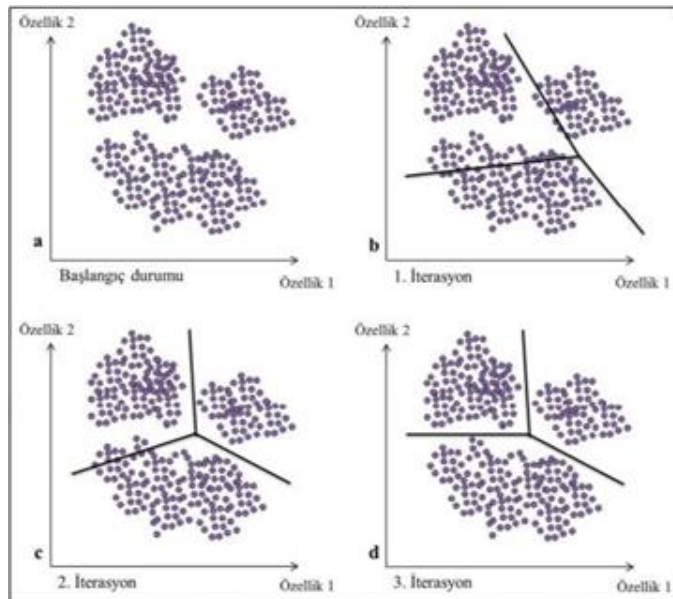 Özellik 2
a
Başlangıç durumu
Özellik 1
Özellik 2
b
1. İterasyon
Özellik 1
Özellik 2
c
2. İterasyon
Özellik 1
Özellik 2
d
3. İterasyon
Özellik 1